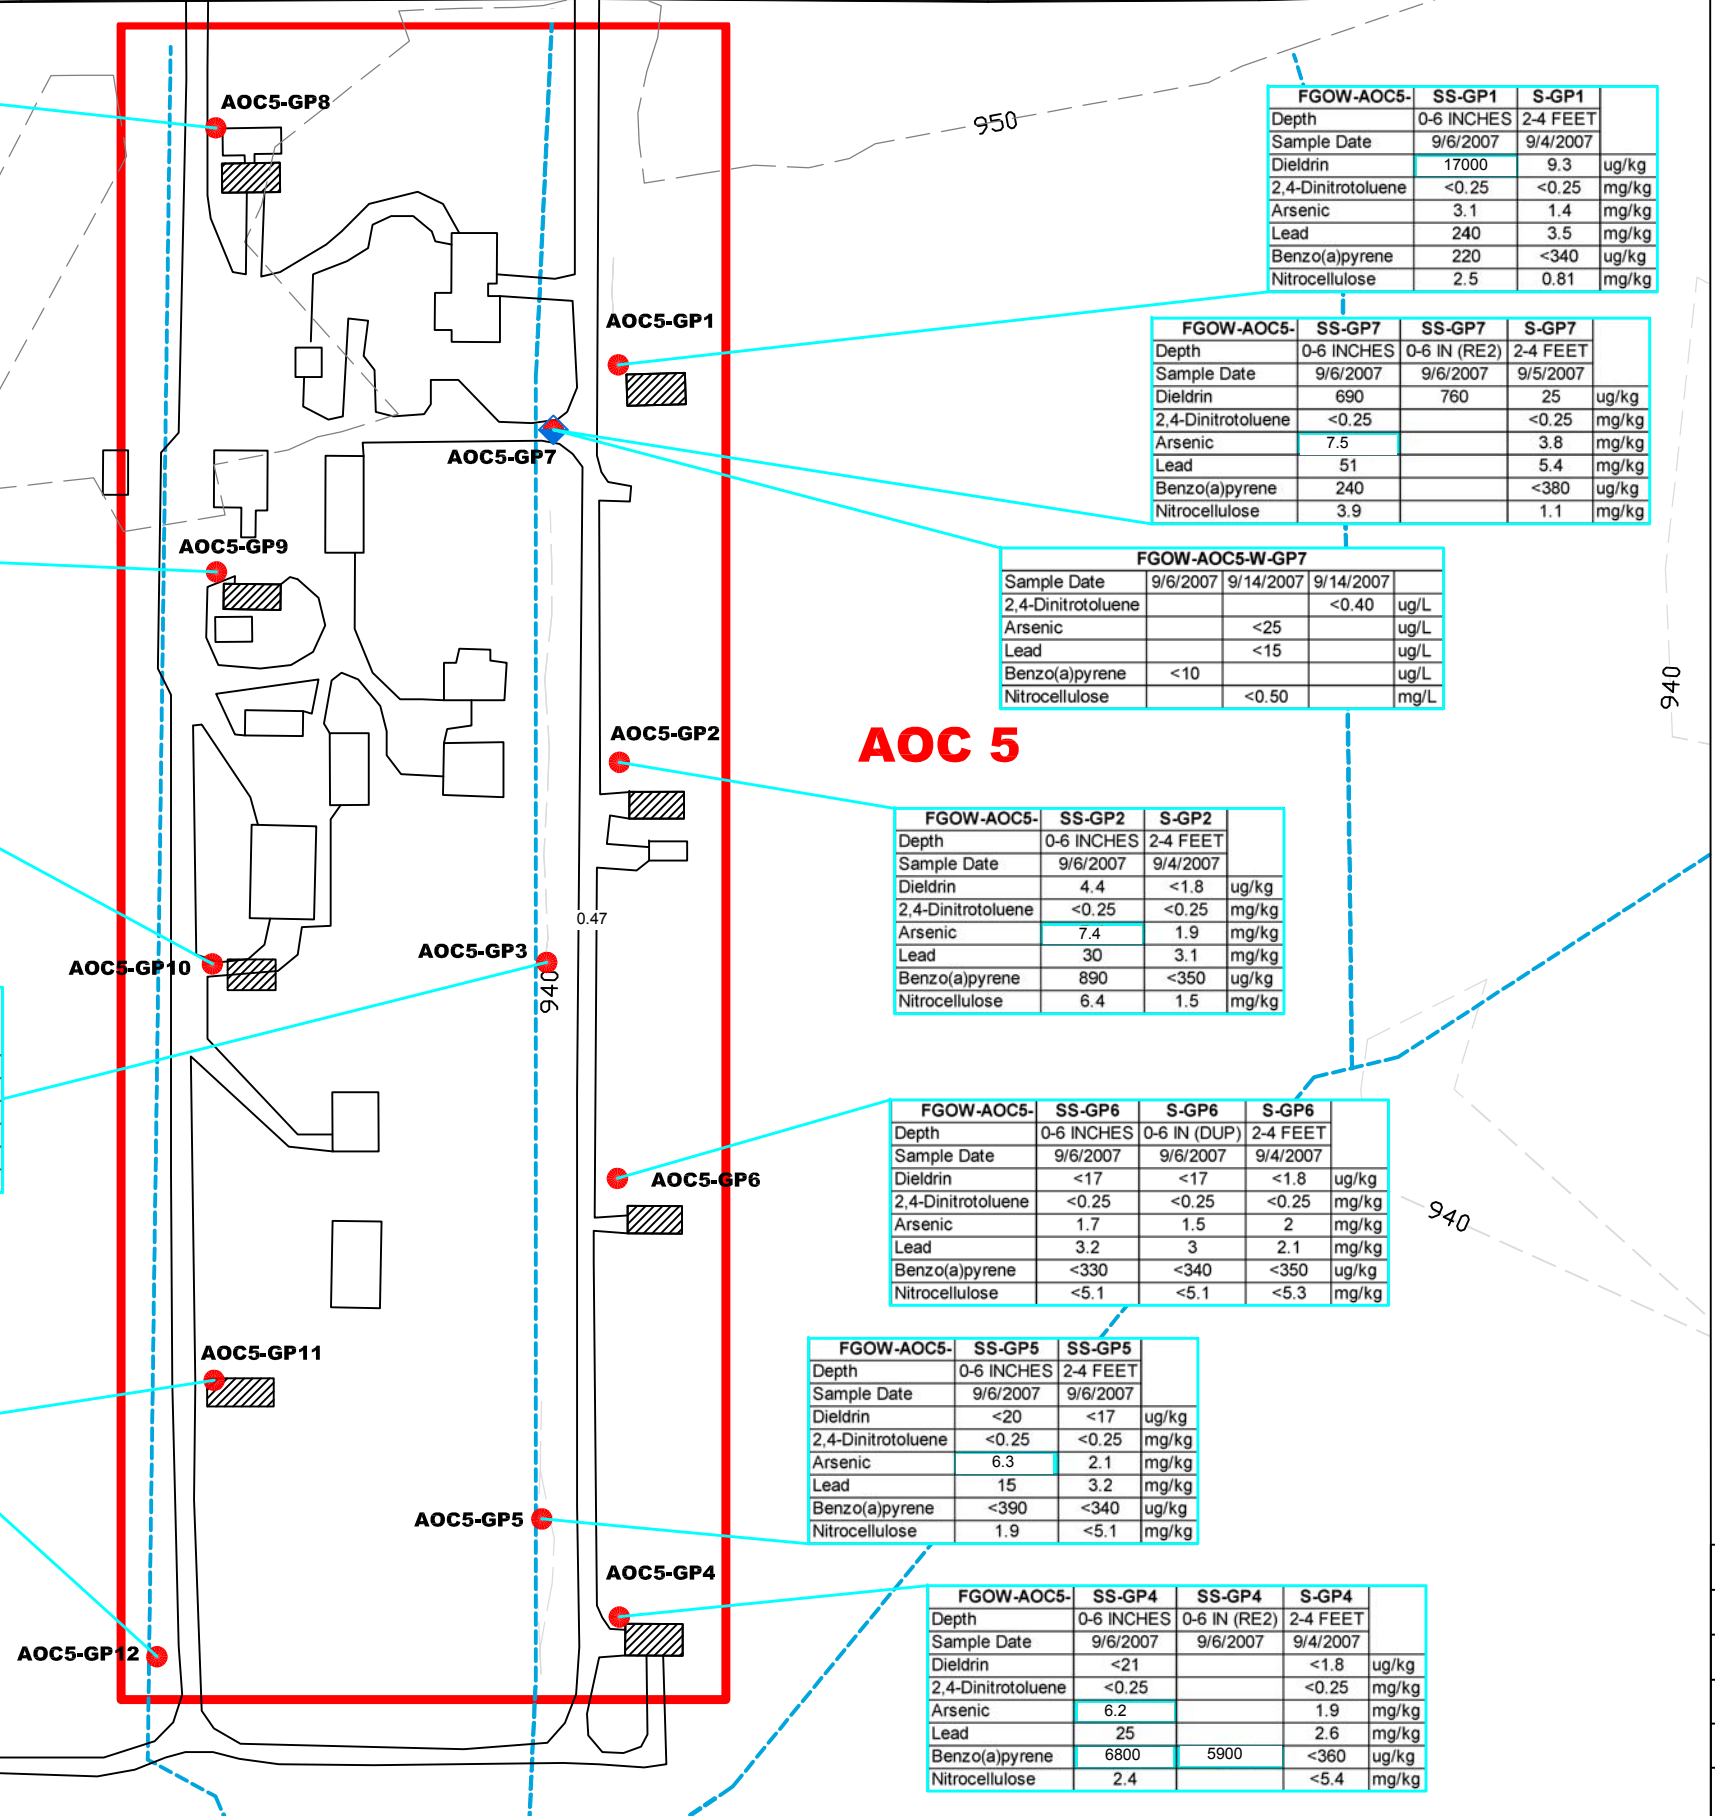 AOC5-GP8
950
FGOW-AOC5- SS-GP1 S-GP1
Depth 0-6 INCHES 2-4 FEET
Sample Date 9/6/2007 9/4/2007
Dieldrin 17000 9.3 ug/kg
2,4-Dinitrotoluene <0.25 <0.25 mg/kg
Arsenic 3.1 1.4 mg/kg
Lead 240 3.5 mg/kg
Benzo(a)pyrene 220 <340 ug/kg
Nitrocellulose 2.5 0.81 mg/kg
AOC5-GP1
FGOW-AOC5- SS-GP7 SS-GP7 S-GP7
Depth 0-6 INCHES 0-6 IN (RE2) 2-4 FEET
Sample Date 9/6/2007 9/6/2007 9/5/2007
Dieldrin 690 760 25 ug/kg
2,4-Dinitrotoluene <0.25 <0.25 mg/kg
Arsenic 7.5 3.8 mg/kg
Lead 51 5.4 mg/kg
Benzo(a)pyrene 240 <380 ug/kg
Nitrocellulose 3.9 1.1 mg/kg
AOC5-GP7
AOC5-GP9
FGOW-AOC5-W-GP7
Sample Date 9/6/2007 9/14/2007 9/14/2007
2,4-Dinitrotoluene <0.40 ug/L
Arsenic <25 ug/L
Lead <15 ug/L
Benzo(a)pyrene <10 ug/L
Nitrocellulose <0.50 mg/L
940
AOC5-GP2
AOC 5
FGOW-AOC5- SS-GP2 S-GP2
Depth 0-6 INCHES 2-4 FEET
Sample Date 9/6/2007 9/4/2007
Dieldrin 4.4 <1.8 ug/kg
2,4-Dinitrotoluene <0.25 <0.25 mg/kg
Arsenic 7.4 1.9 mg/kg
Lead 30 3.1 mg/kg
Benzo(a)pyrene 890 <350 ug/kg
Nitrocellulose 6.4 1.5 mg/kg
0.47
AOC5-GP3
AOC5-GP10
940
FGOW-AOC5- SS-GP6 S-GP6 S-GP6
Depth 0-6 INCHES 0-6 IN (DUP) 2-4 FEET
Sample Date 9/6/2007 9/6/2007 9/4/2007
Dieldrin <17 <17 <1.8 ug/kg
2,4-Dinitrotoluene <0.25 <0.25 <0.25 mg/kg
Arsenic 1.7 1.5 2 mg/kg
Lead 3.2 3 2.1 mg/kg
Benzo(a)pyrene <330 <340 <350 ug/kg
Nitrocellulose <5.1 <5.1 <5.3 mg/kg
AOC5-GP6
940
AOC5-GP11
FGOW-AOC5- SS-GP5 SS-GP5
Depth 0-6 INCHES 2-4 FEET
Sample Date 9/6/2007 9/6/2007
Dieldrin <20 <17 ug/kg
2,4-Dinitrotoluene <0.25 <0.25 mg/kg
Arsenic 6.3 2.1 mg/kg
Lead 15 3.2 mg/kg
Benzo(a)pyrene <390 <340 ug/kg
Nitrocellulose 1.9 <5.1 mg/kg
AOC5-GP5
AOC5-GP4
AOC5-GP12
FGOW-AOC5- SS-GP4 SS-GP4 S-GP4
Depth 0-6 INCHES 0-6 IN (RE2) 2-4 FEET
Sample Date 9/6/2007 9/6/2007 9/4/2007
Dieldrin <21 <1.8 ug/kg
2,4-Dinitrotoluene <0.25 <0.25 mg/kg
Arsenic 6.2 1.9 mg/kg
Lead 25 2.6 mg/kg
Benzo(a)pyrene 6800 5900 <360 ug/kg
Nitrocellulose 2.4 <5.4 mg/kg